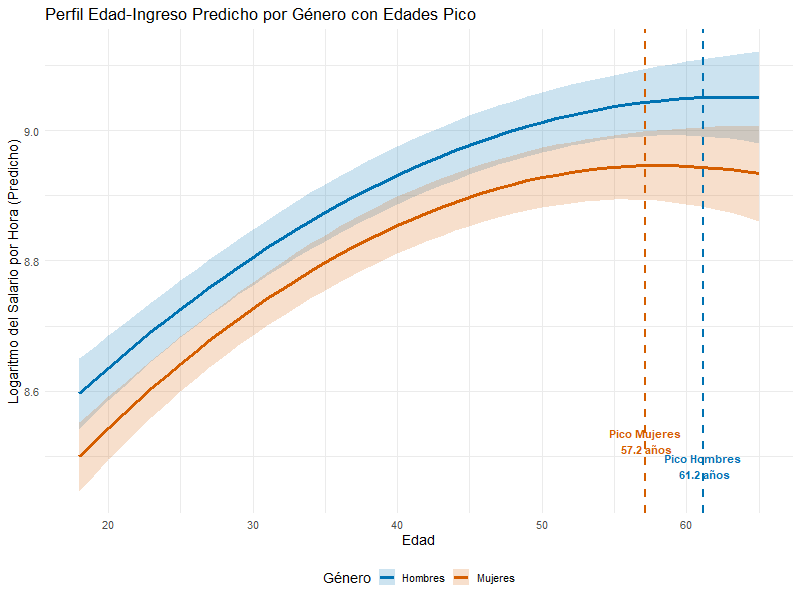 Perfil Edad-Ingreso Predicho por Género con Edades Pico
Logaritmo del Salario por Hora (Predicho)
9.0
8.8
8.6
Pico Mujeres
57.2 años
Pico Hombres
61.2 años
20 30 40 50 60
Edad
Género Hombres Mujeres